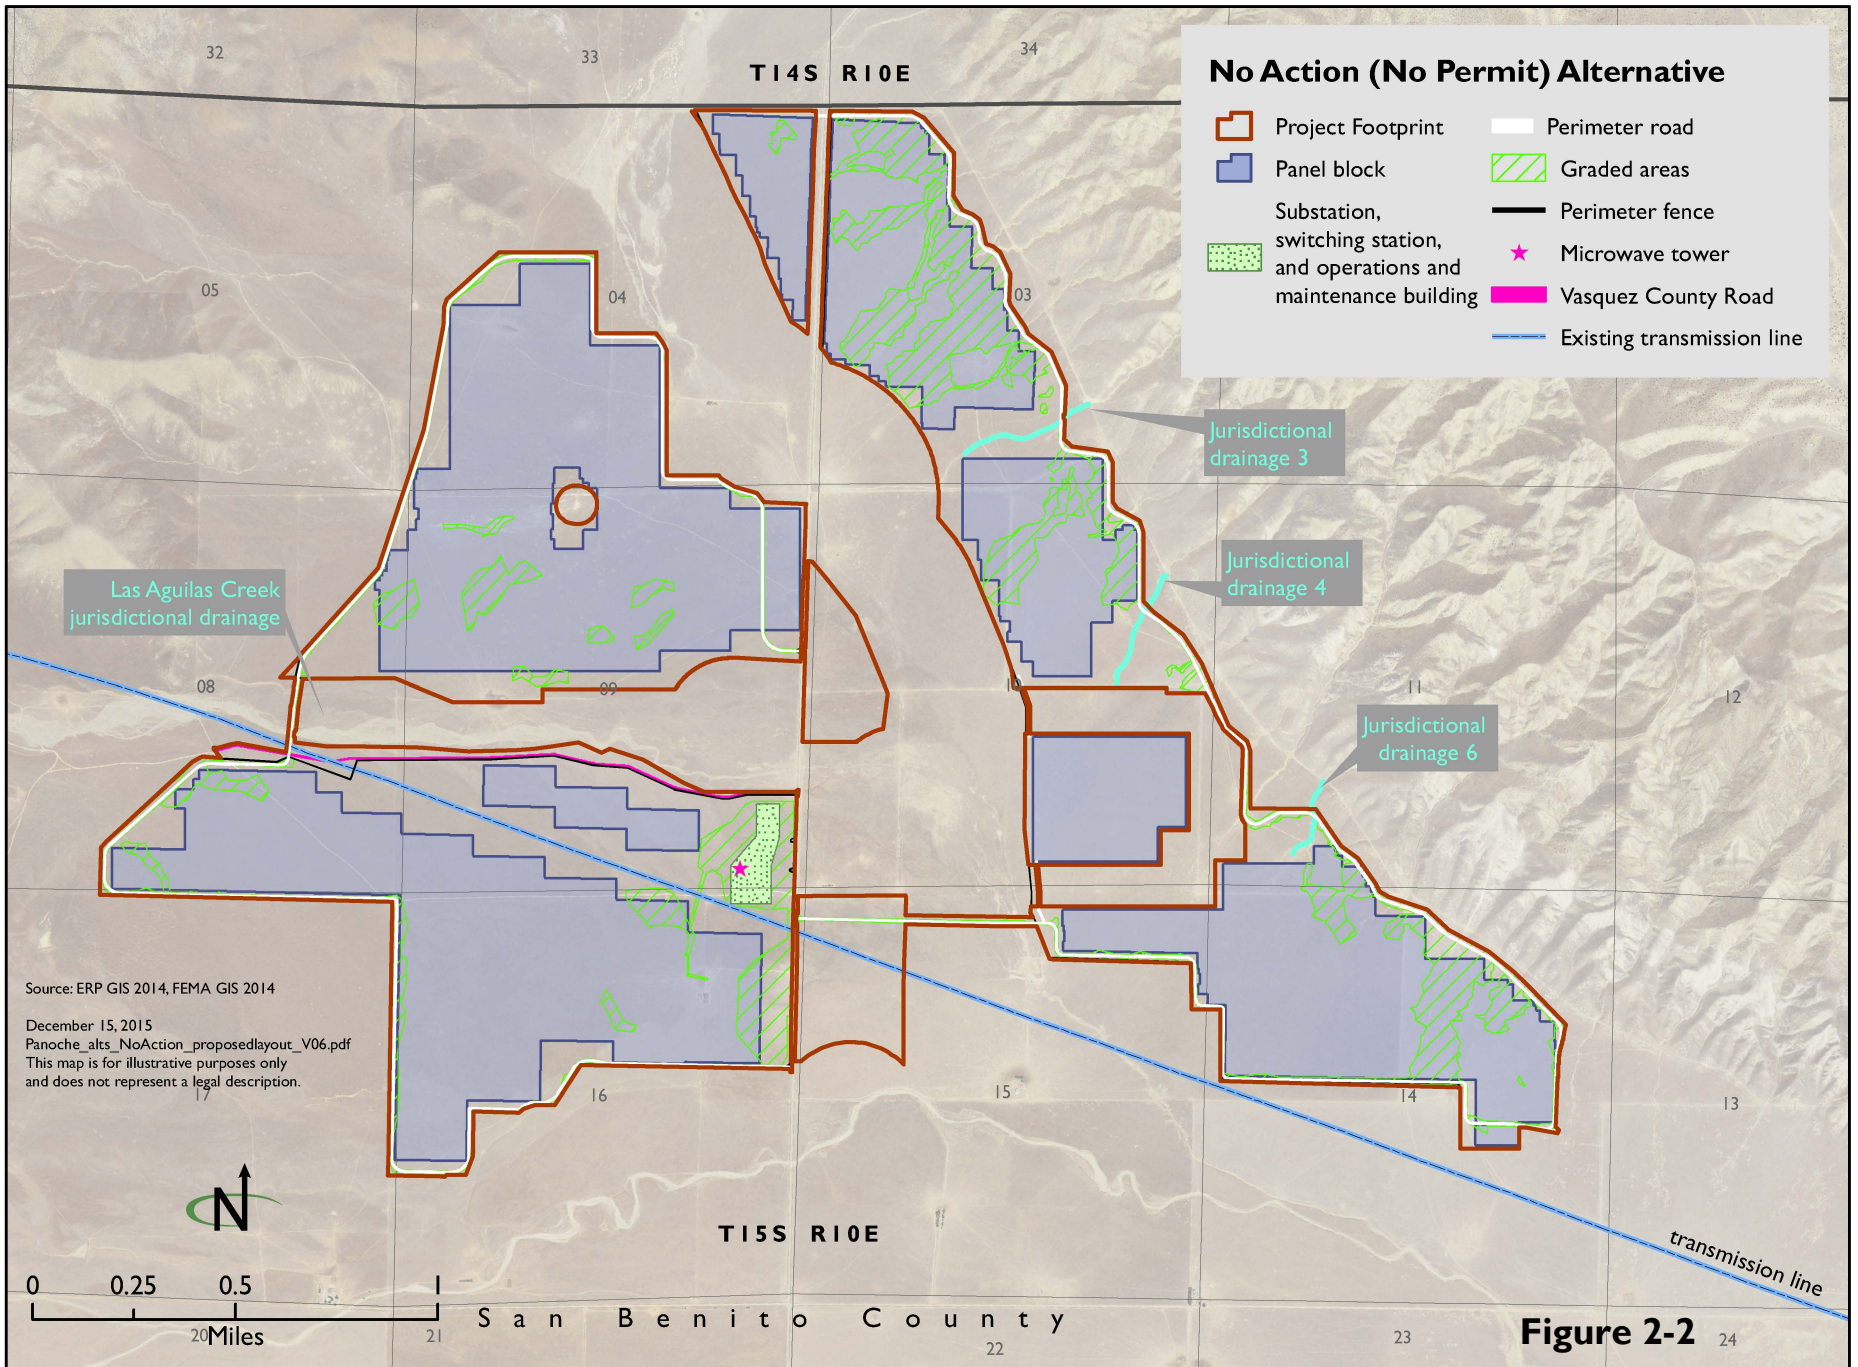 32
33
34
T14S R10E
No Action (No Permit) Alternative
Project Footprint
Panel block
Substation,
switching station,
and operations and
maintenance building
Perimeter road
Graded areas
Perimeter fence
Microwave tower
Vasquez County Road
Existing transmission line
05
04
03
Jurisdictional
drainage 3
Jurisdictional
drainage 4
Las Aguilas Creek
jurisdictional drainage
08
09
10
11
12
Jurisdictional
drainage 6
Source: ERP GIS 2014, FEMA GIS 2014
December 15, 2015
Panoche_alts_NoAction_proposedlayout_V06.pdf
This map is for illustrative purposes only
and does not represent a legal description.
17
16
15
14
13
N
T15S R10E
transmission line
0 0.25 0.5 1
Miles
San Benito County
Figure 2-2
20
21
22
23
24